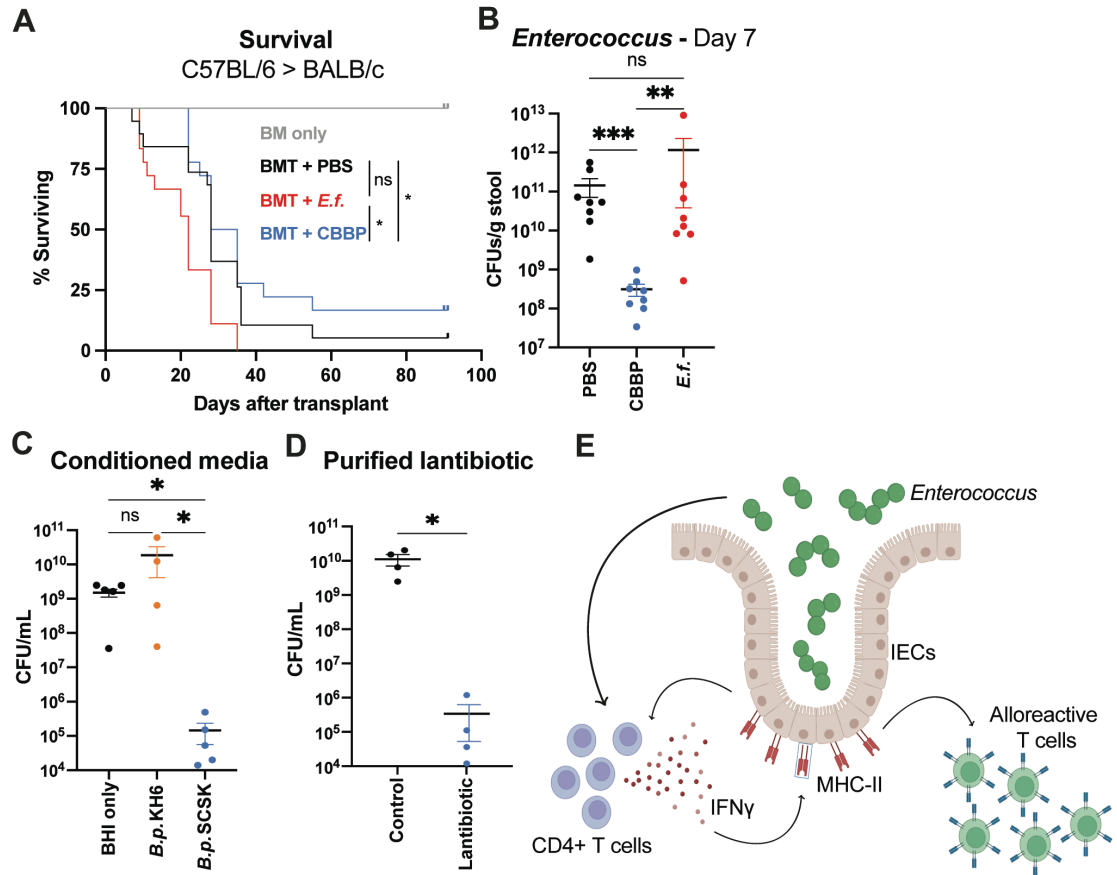 A
Survival
C57BL/6 > BALB/c
% Surviving
100
75
50
25
0
BM only
BMT + PBS
BMT + E.f.
BMT + CBBP
ns
*
*
0 20 40 60 80 100
Days after transplant
B
Enterococcus - Day 7
ns
**
***
CFUs/g stool
10¹³
10¹²
10¹¹
10¹⁰
10⁹
10⁸
10⁷
PBS
CBBP
E.f.
C
Conditioned media
*
ns
*
CFU/mL
10¹¹
10¹⁰
10⁹
10⁸
10⁷
10⁶
10⁵
10⁴
BHI only
B.p. KH6
B.p. SCSK
D
Purified lantibiotic
*
CFU/mL
10¹¹
10¹⁰
10⁹
10⁸
10⁷
10⁶
10⁵
10⁴
Control
Lantibiotic
E
Enterococcus
IECs
Alloreactive
T cells
MHC-II
IFNγ
CD4+ T cells